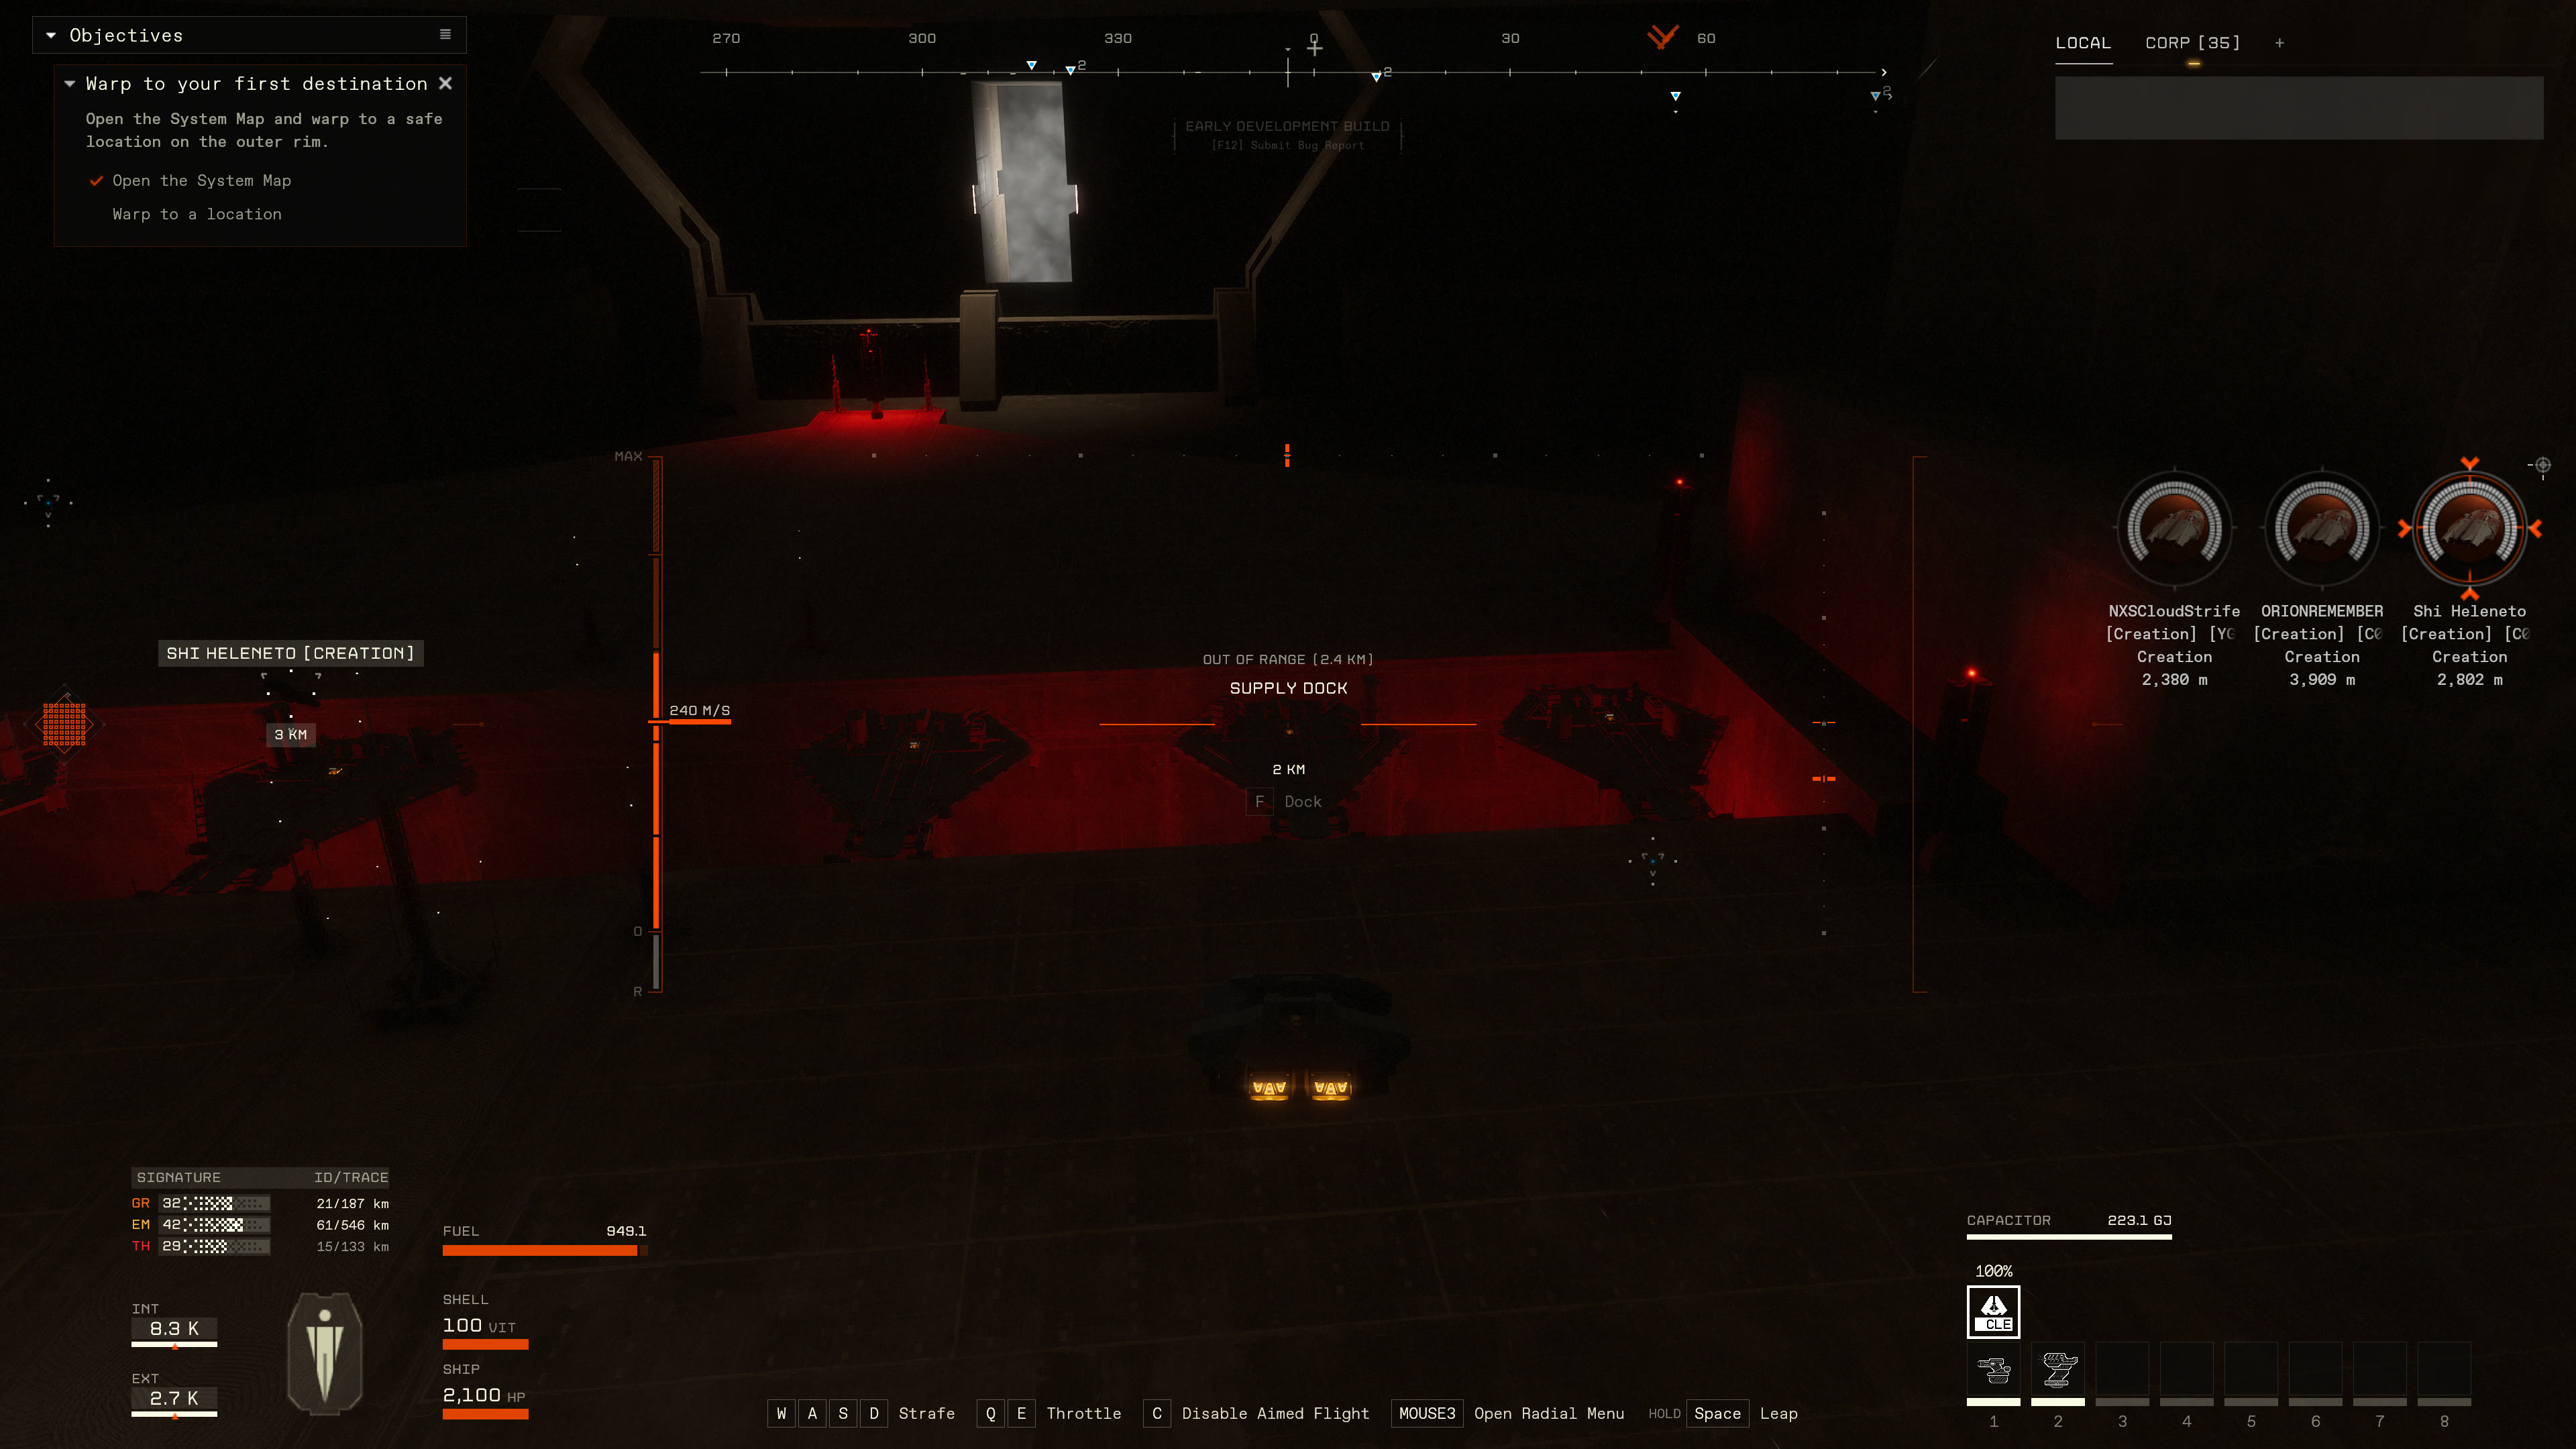 Objectives
Warp to your first destination
Open the System Map and warp to a safe
location on the outer rim.
Open the System Map
Warp to a location
270
300
330
0
30
60
2
2
2
EARLY DEVELOPMENT BUILD
[F12] Submit Bug Report
LOCAL
CORP [35]
+
MAX
240 M/S
0
R
SHI HELENETO [CREATION]
3 KM
OUT OF RANGE (2.4 KM)
SUPPLY DOCK
2 KM
F Dock
NXSCloudStrife
[Creation] [YG
Creation
2,380 m
ORIONREMEMBER
[Creation] [C0
Creation
3,909 m
Shi Heleneto
[Creation] [C0
Creation
2,802 m
SIGNATURE ID/TRACE
GR 32 21/187 km
EM 42 61/546 km
TH 29 15/133 km
INT
8.3 K
EXT
2.7 K
FUEL 949.1
SHELL
100 VIT
SHIP
2,100 HP
W A S D Strafe Q E Throttle C Disable Aimed Flight MOUSE3 Open Radial Menu HOLD Space Leap
CAPACITOR 223.1 GJ
100%
CLE
1 2 3 4 5 6 7 8